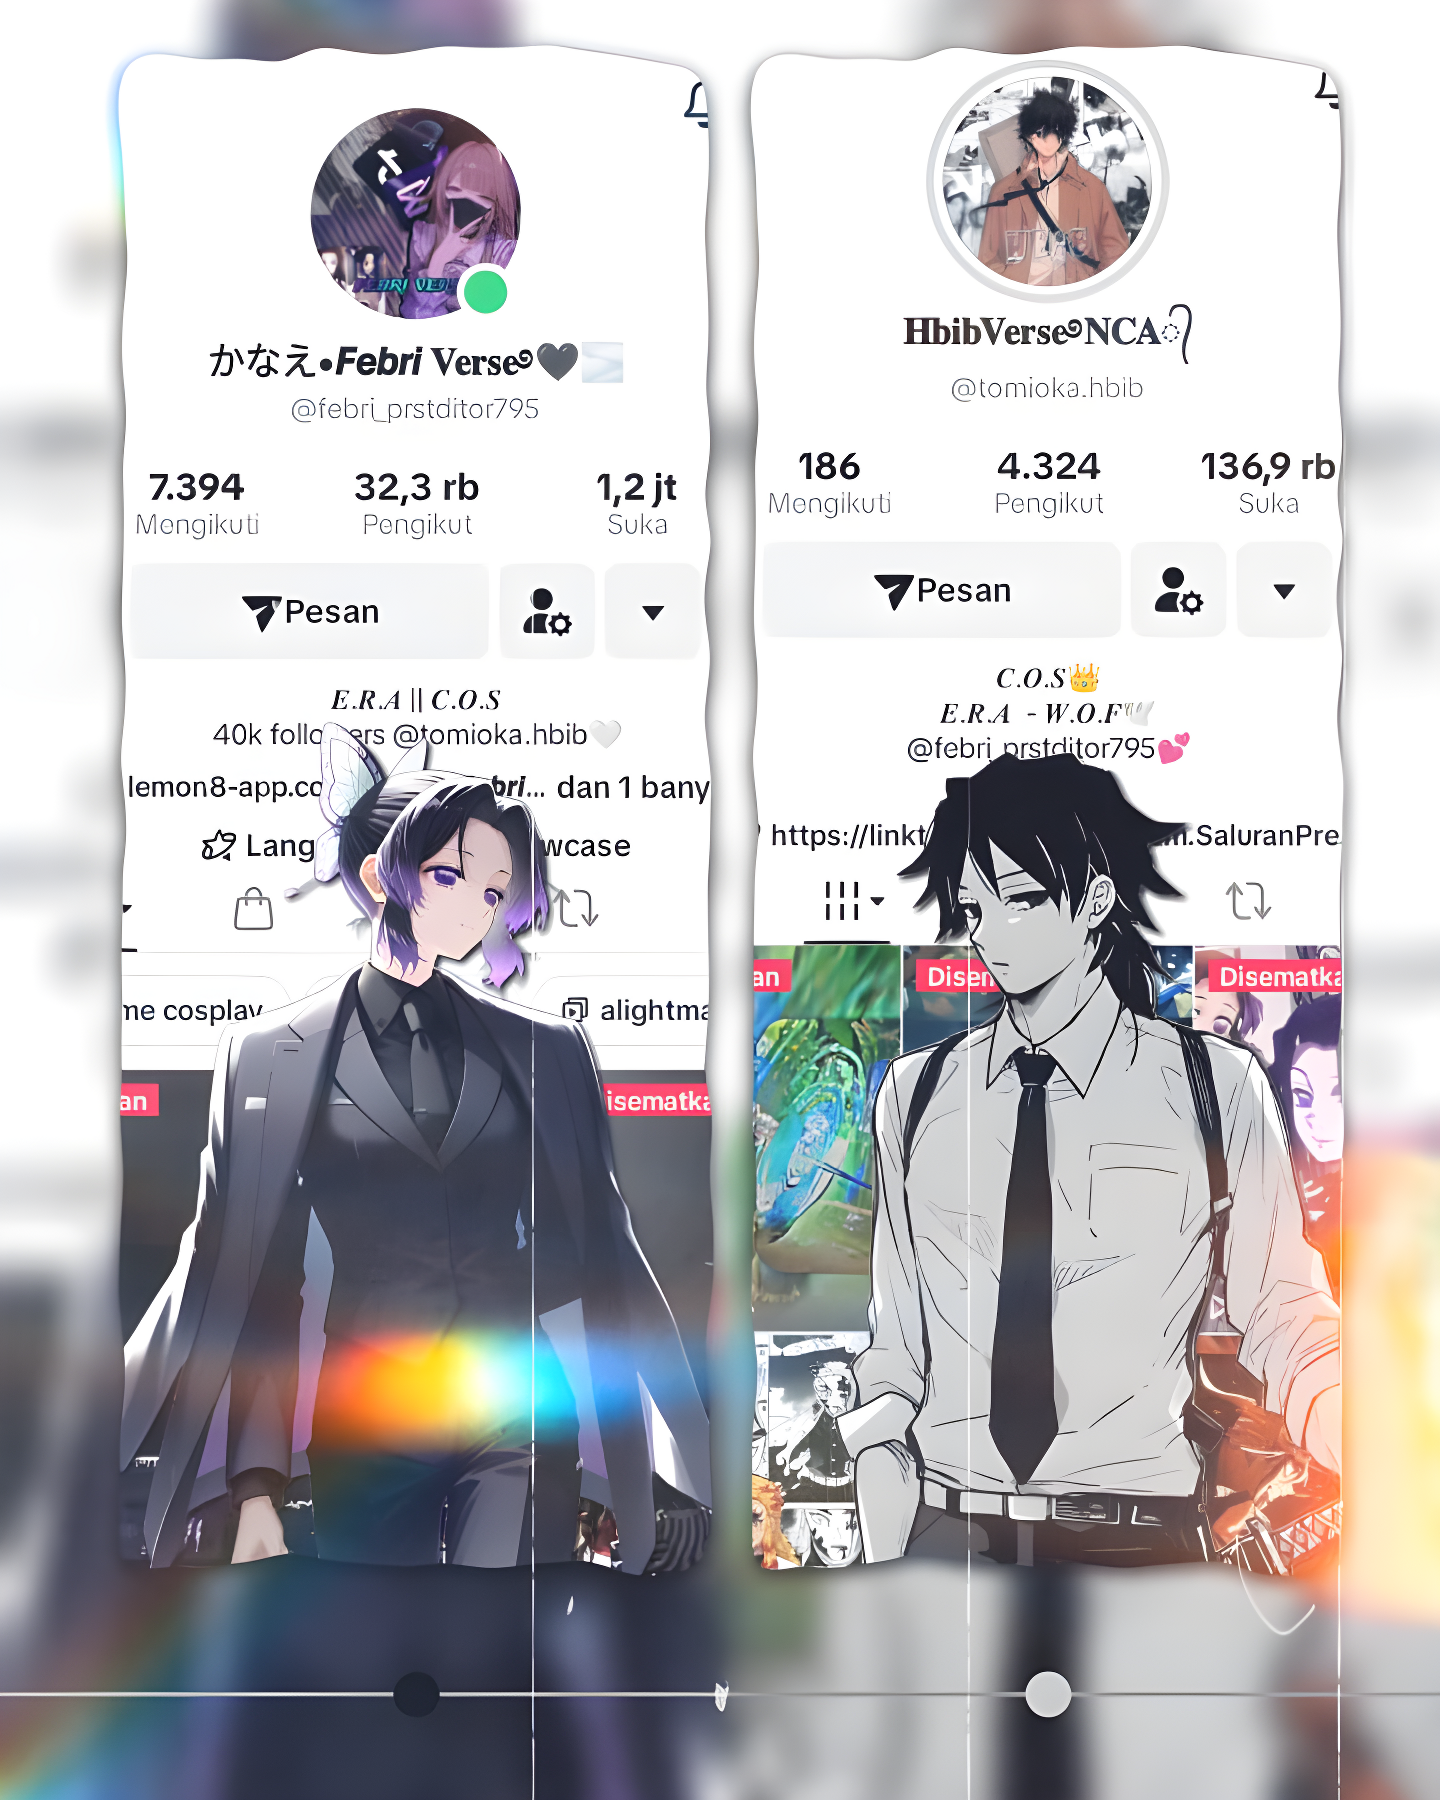 かなえ•Febri Verse🖤
@febri_prstditor795
7.394 32,3 rb 1,2 jt
Mengikuti Pengikut Suka
Pesan
E.R.A || C.O.S
40k followers @tomioka.hbib🤍
lemon8-app.co bri... dan 1 bany
Lang wcase
me cosplay alightma
an isematka
HbibVerse NCA
@tomioka.hbib
186 4.324 136,9 rb
Mengikuti Pengikut Suka
Pesan
C.O.S👑
E.R.A - W.O.F🕊
@febri_prstditor795💕
https://linkt m.SaluranPre
an Disem Disematka